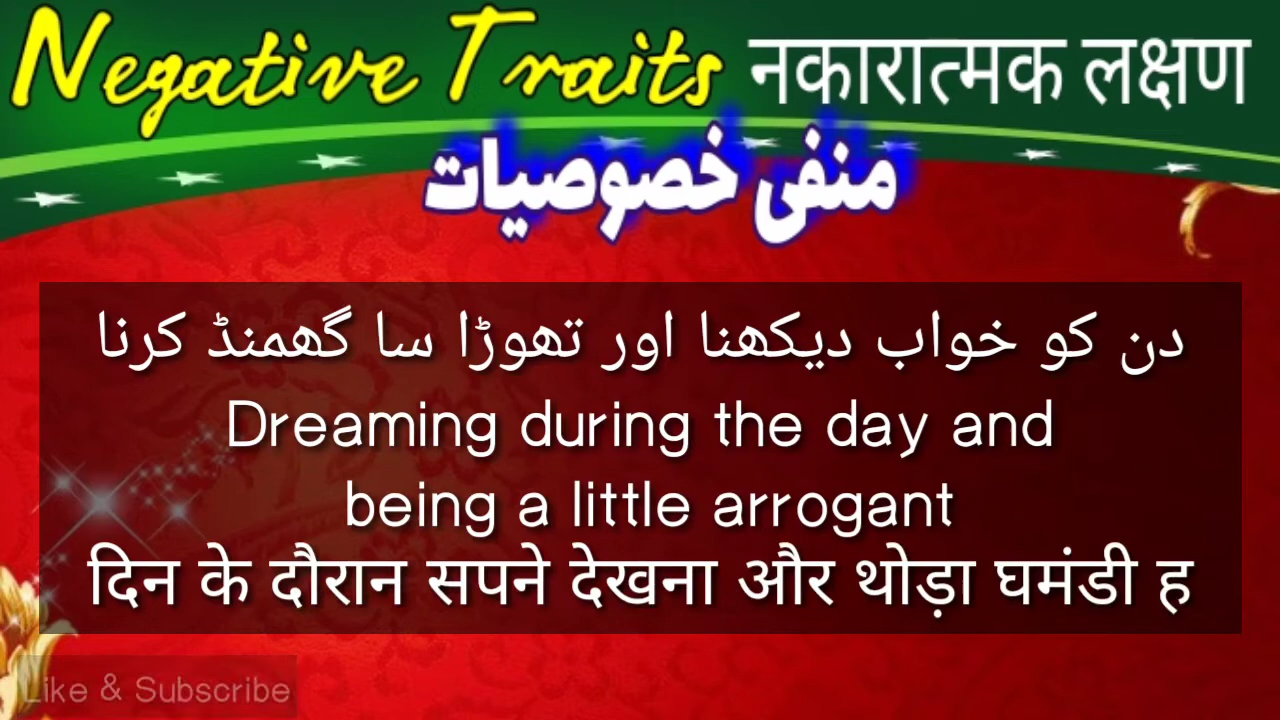 Negative Traits नकारात्मक लक्षण
منفی خصوصیات
دن کو خواب دیکھنا اور تھوڑا سا گھمنڈ کرنا
Dreaming during the day and
being a little arrogant
दिन के दौरान सपने देखना और थोड़ा घमंडी ह
Like & Subscribe